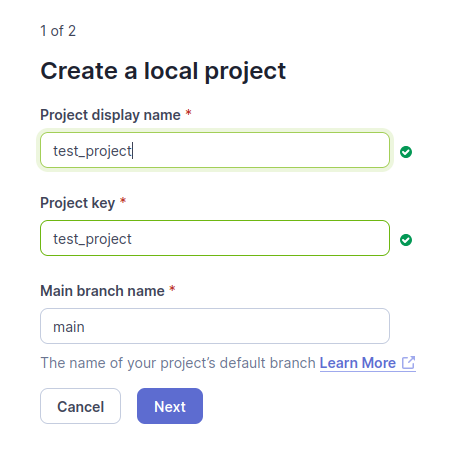 1 of 2
Create a local project
Project display name *
test_project
Project key *
test_project
Main branch name *
main
The name of your project’s default branch Learn More
Cancel Next